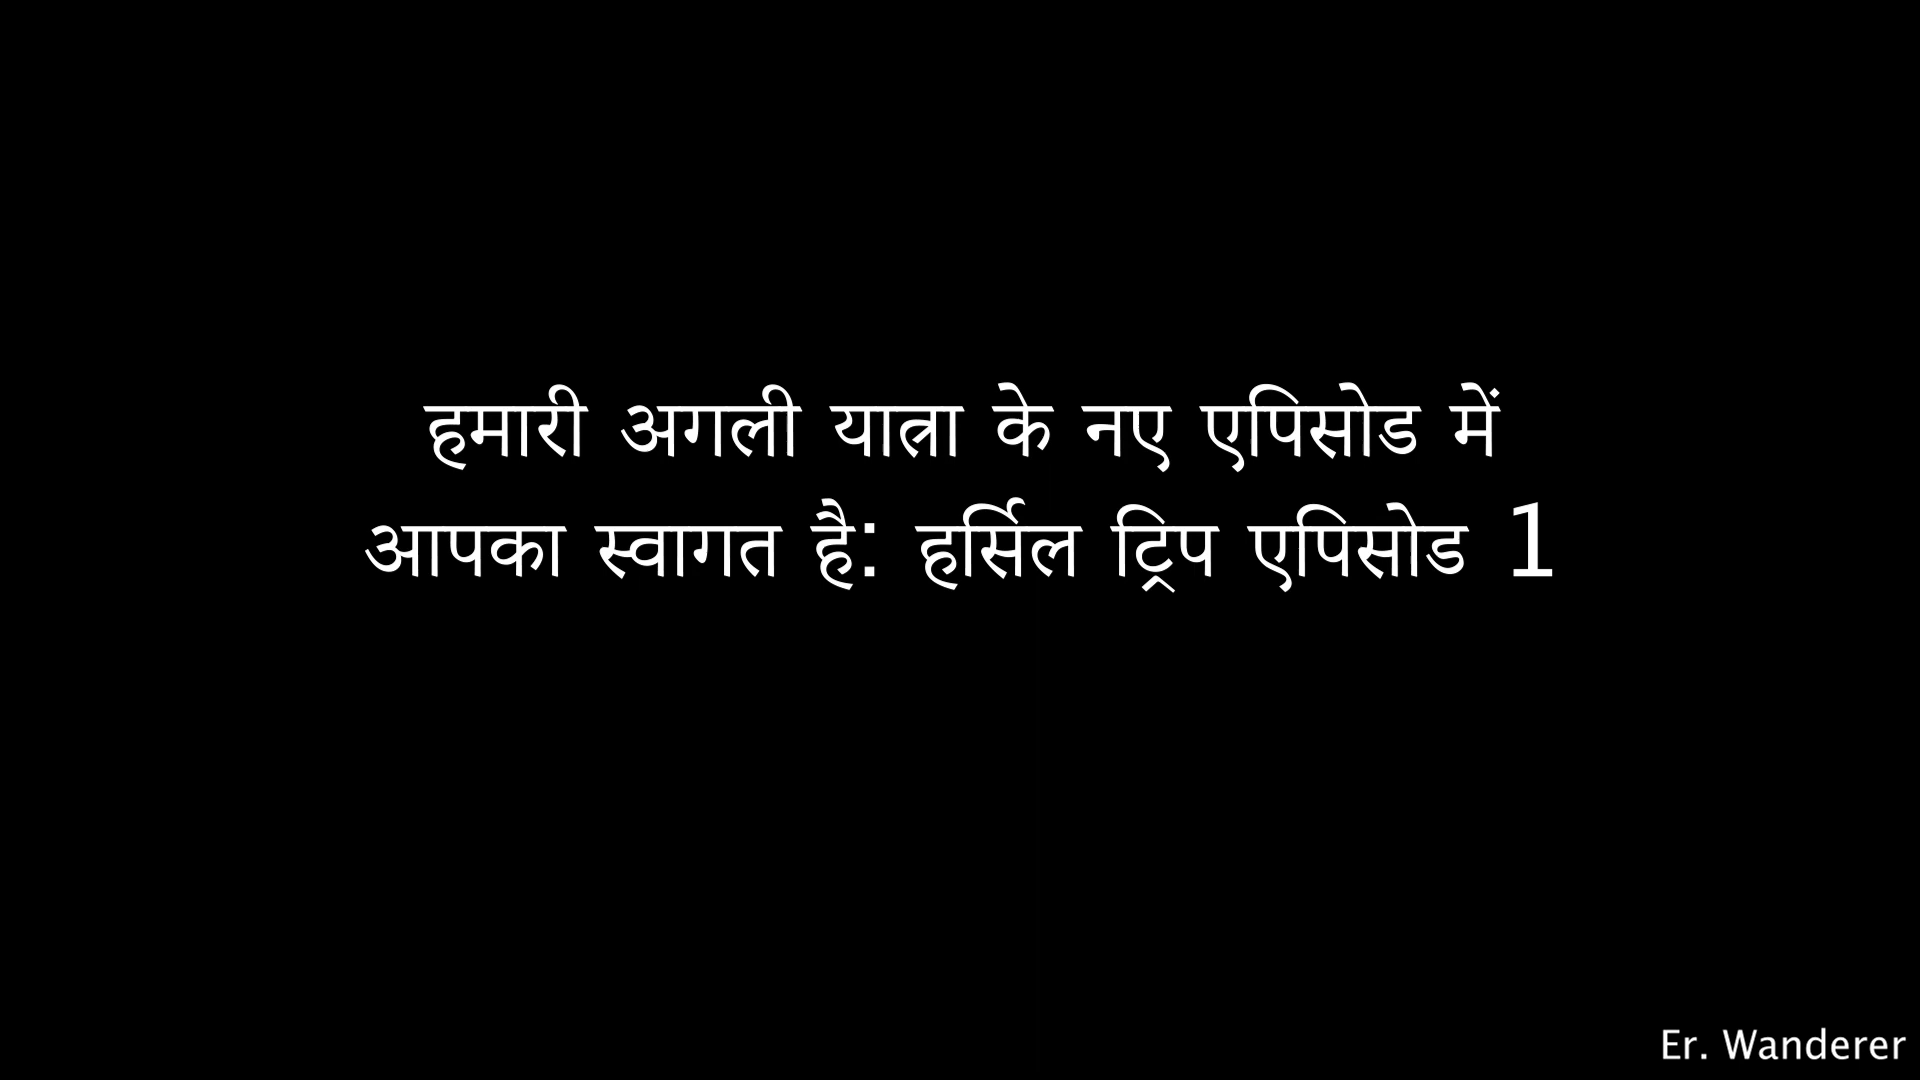 हमारी अगली यात्रा के नए एपिसोड में
आपका स्वागत है: हर्सिल ट्रिप एपिसोड 1
Er. Wanderer